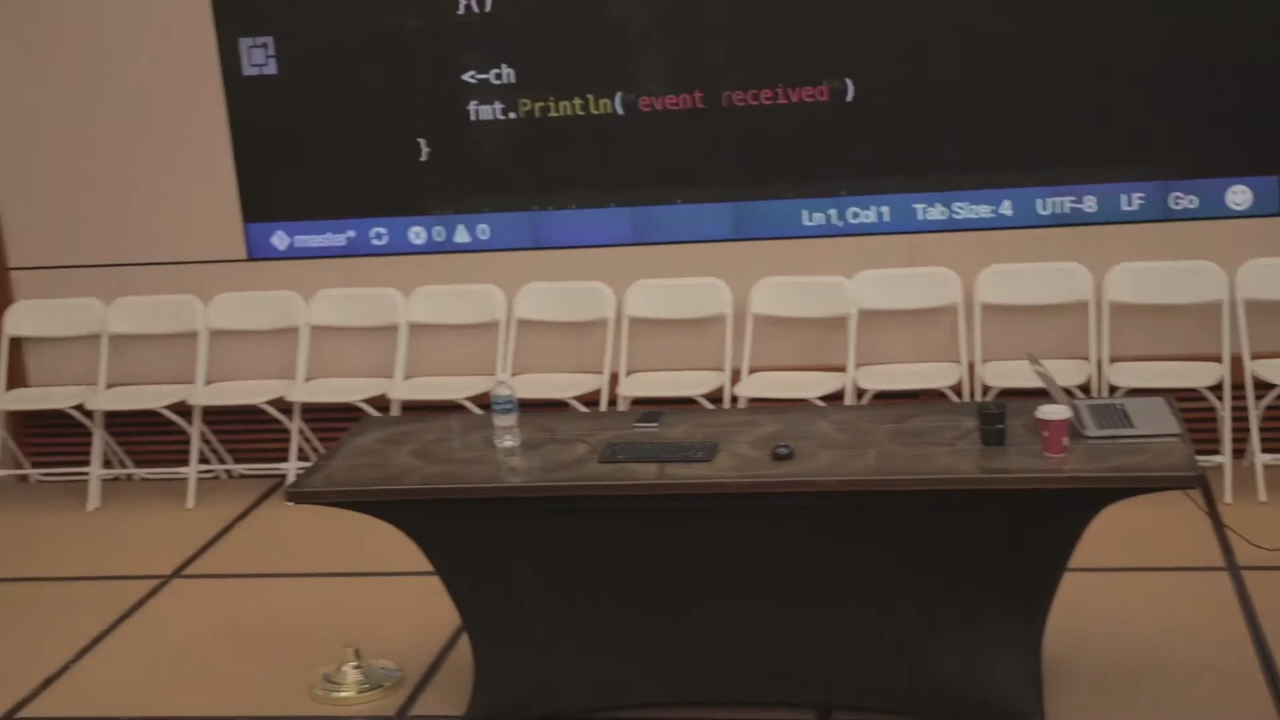 }()
<-ch
fmt.Println("event received")
}
master* 0 0 Ln 1, Col 1 Tab Size: 4 UTF-8 LF Go